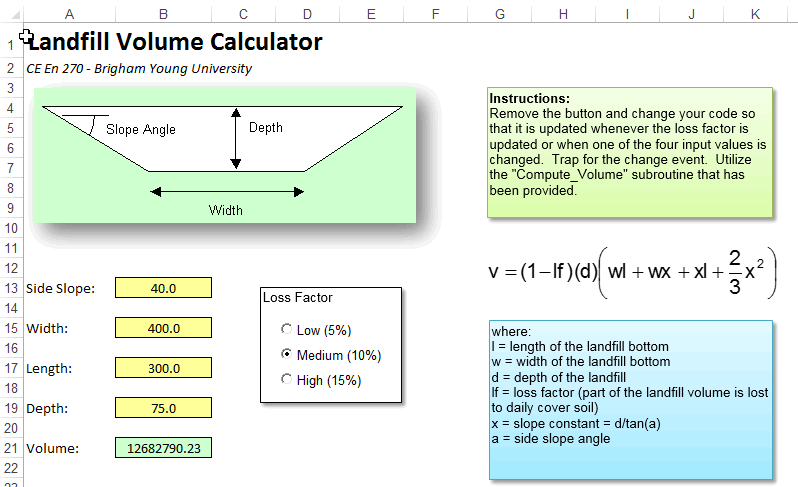 A B C D E F G H I J K
1 Landfill Volume Calculator
2 CE En 270 - Brigham Young University
3
4
5
6
7
8
9
10
11
12
13
14
15
16
17
18
19
20
21
22
Slope Angle
Depth
Width
Instructions:
Remove the button and change your code so
that it is updated whenever the loss factor is
updated or when one of the four input values is
changed. Trap for the change event. Utilize
the "Compute_Volume" subroutine that has
been provided.
v = (1−lf)(d)(wl + wx + xl + 2/3 x²)
Side Slope: 40.0
Width: 400.0
Length: 300.0
Depth: 75.0
Volume: 12682790.23
Loss Factor
Low (5%)
Medium (10%)
High (15%)
where:
l = length of the landfill bottom
w = width of the landfill bottom
d = depth of the landfill
lf = loss factor (part of the landfill volume is lost
to daily cover soil)
x = slope constant = d/tan(a)
a = side slope angle